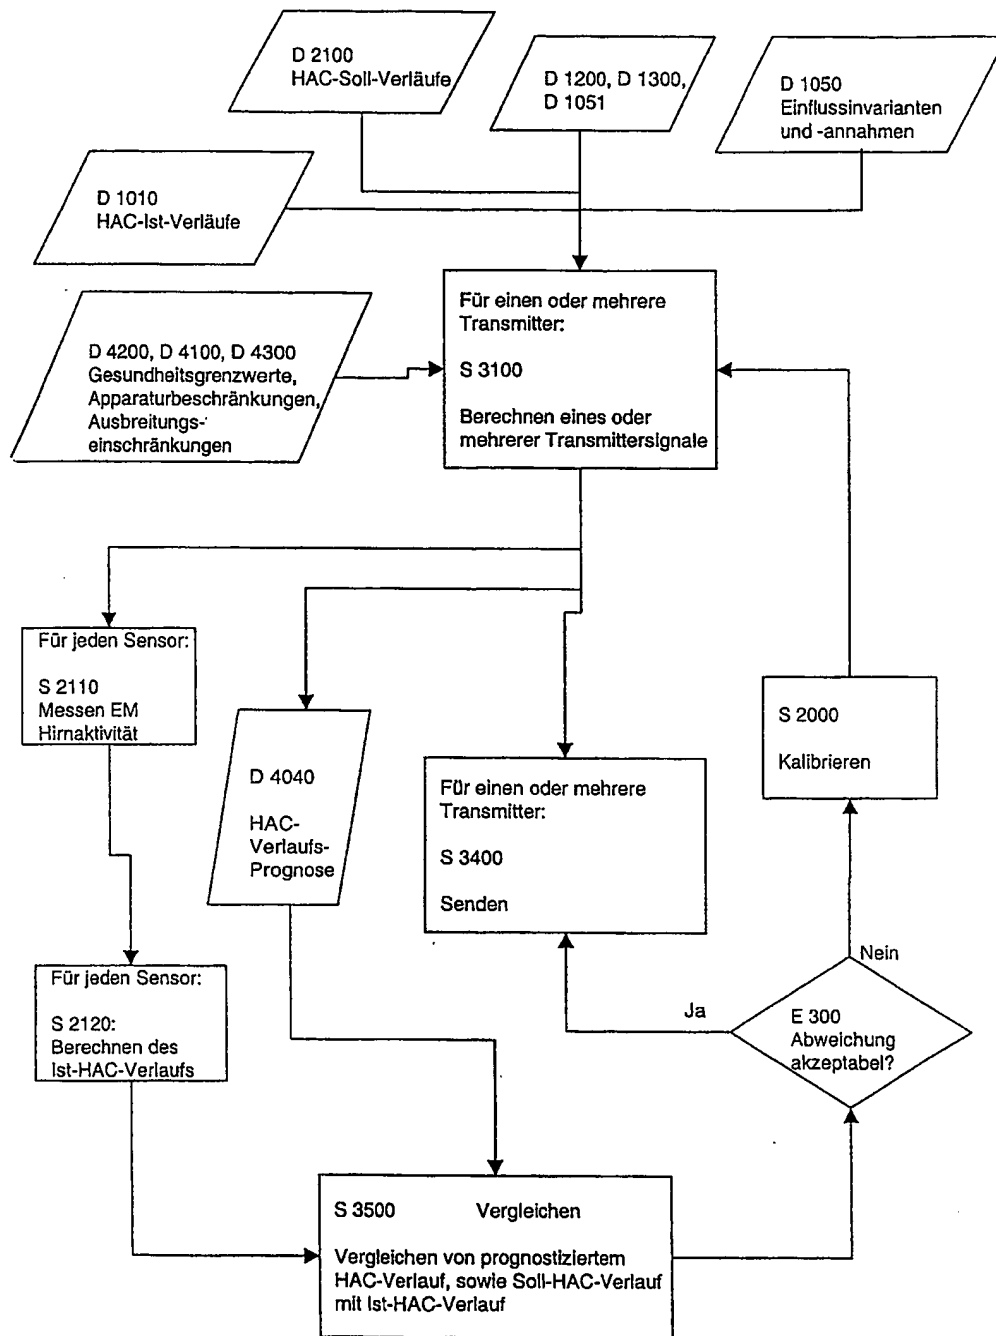 D 2100
HAC-Soll-Verläufe
D 1200, D 1300,
D 1051
D 1050
Einflussinvarianten
und -annahmen
D 1010
HAC-Ist-Verläufe
Für einen oder mehrere
Transmitter:
S 3100
Berechnen eines oder
mehrerer Transmittersignale
D 4200, D 4100, D 4300
Gesundheitsgrenzwerte,
Apparaturbeschränkungen,
Ausbreitungs-
einschränkungen
Für jeden Sensor:
S 2110
Messen EM
Hirnaktivität
D 4040
HAC-
Verlaufs-
Prognose
Für einen oder mehrere
Transmitter:
S 3400
Senden
S 2000
Kalibrieren
Nein
Ja
E 300
Abweichung
akzeptabel?
Für jeden Sensor:
S 2120:
Berechnen des
Ist-HAC-Verlaufs
S 3500 Vergleichen
Vergleichen von prognostiziertem
HAC-Verlauf, sowie Soll-HAC-Verlauf
mit Ist-HAC-Verlauf